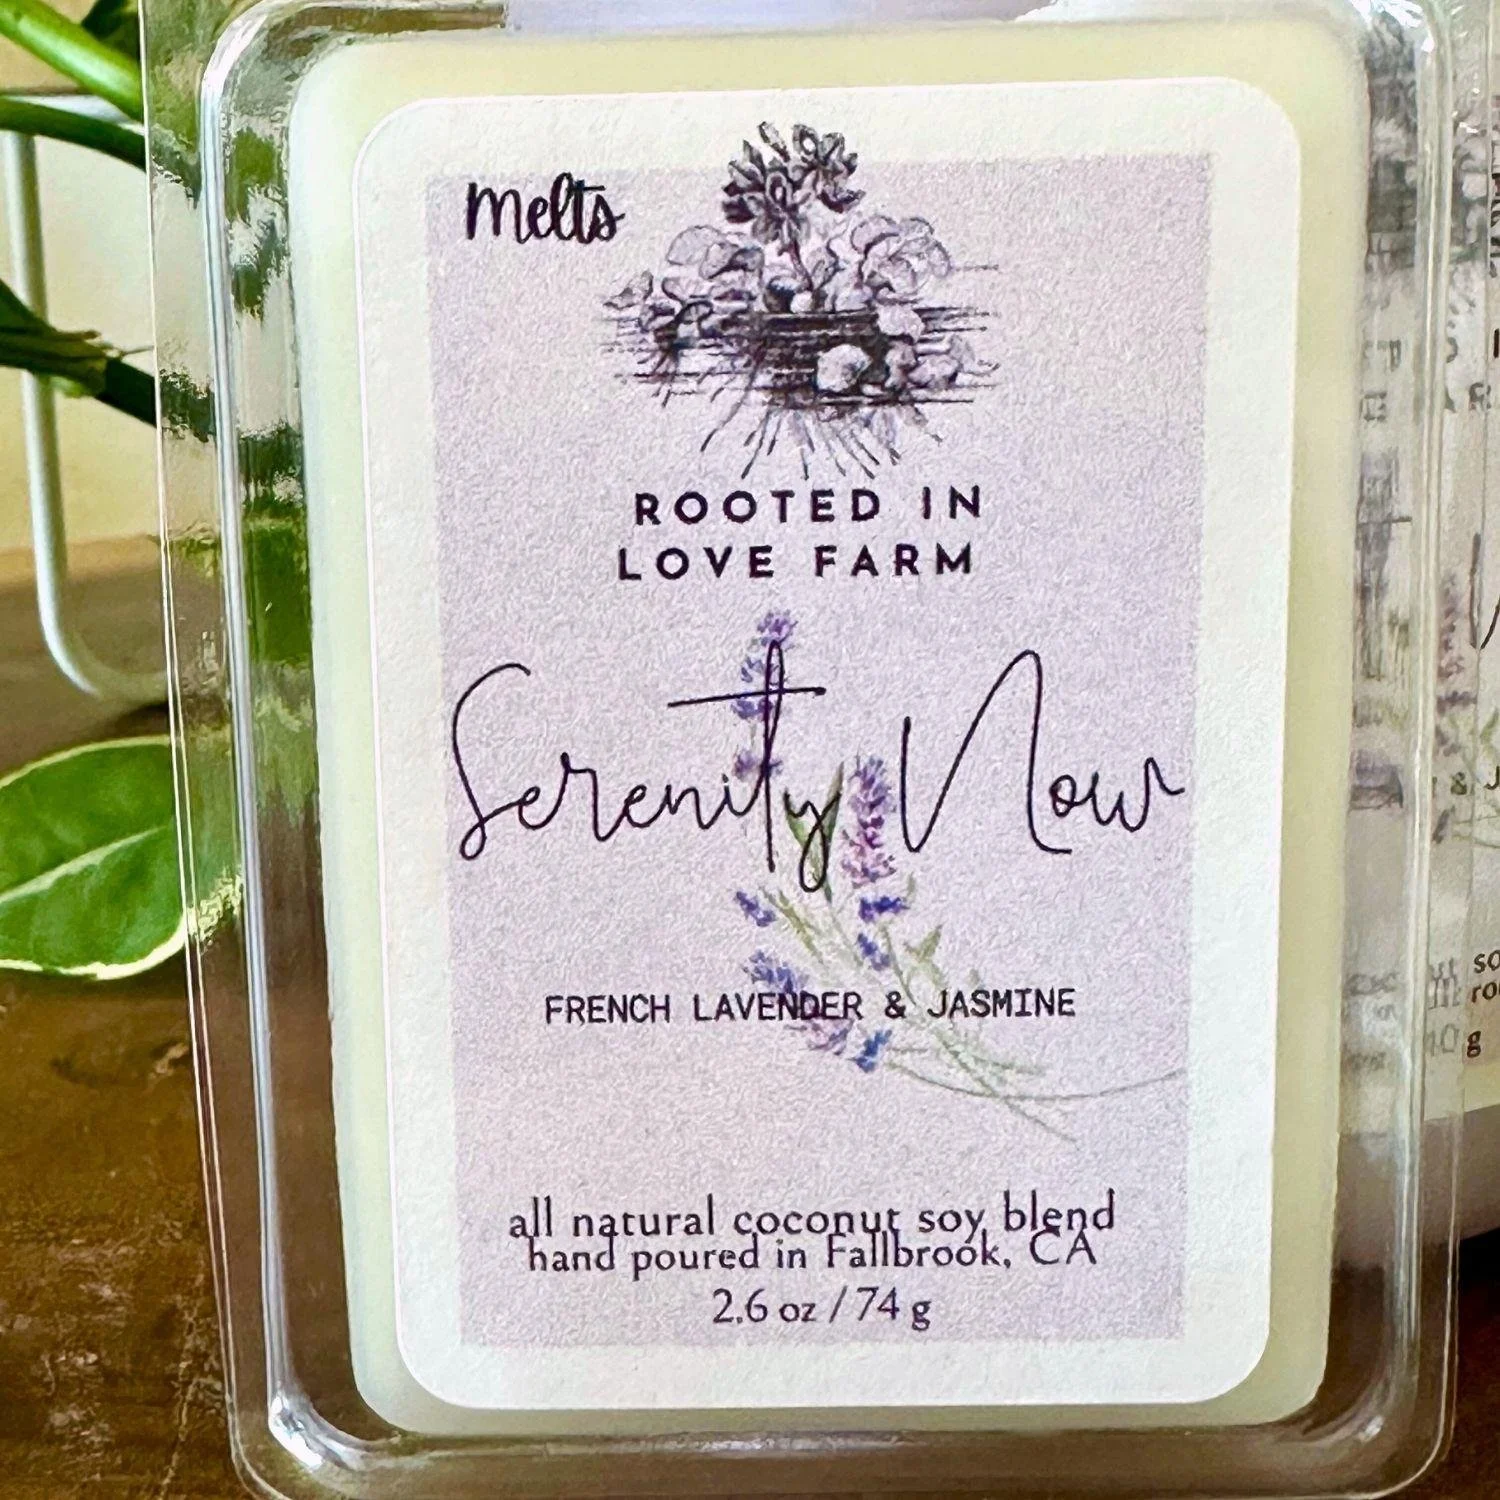 Melts
ROOTED IN
LOVE FARM
Serenity Now
FRENCH LAVENDER & JASMINE
all natural coconut soy blend
hand poured in Fallbrook, CA
2.6 oz / 74 g
& J
so
g